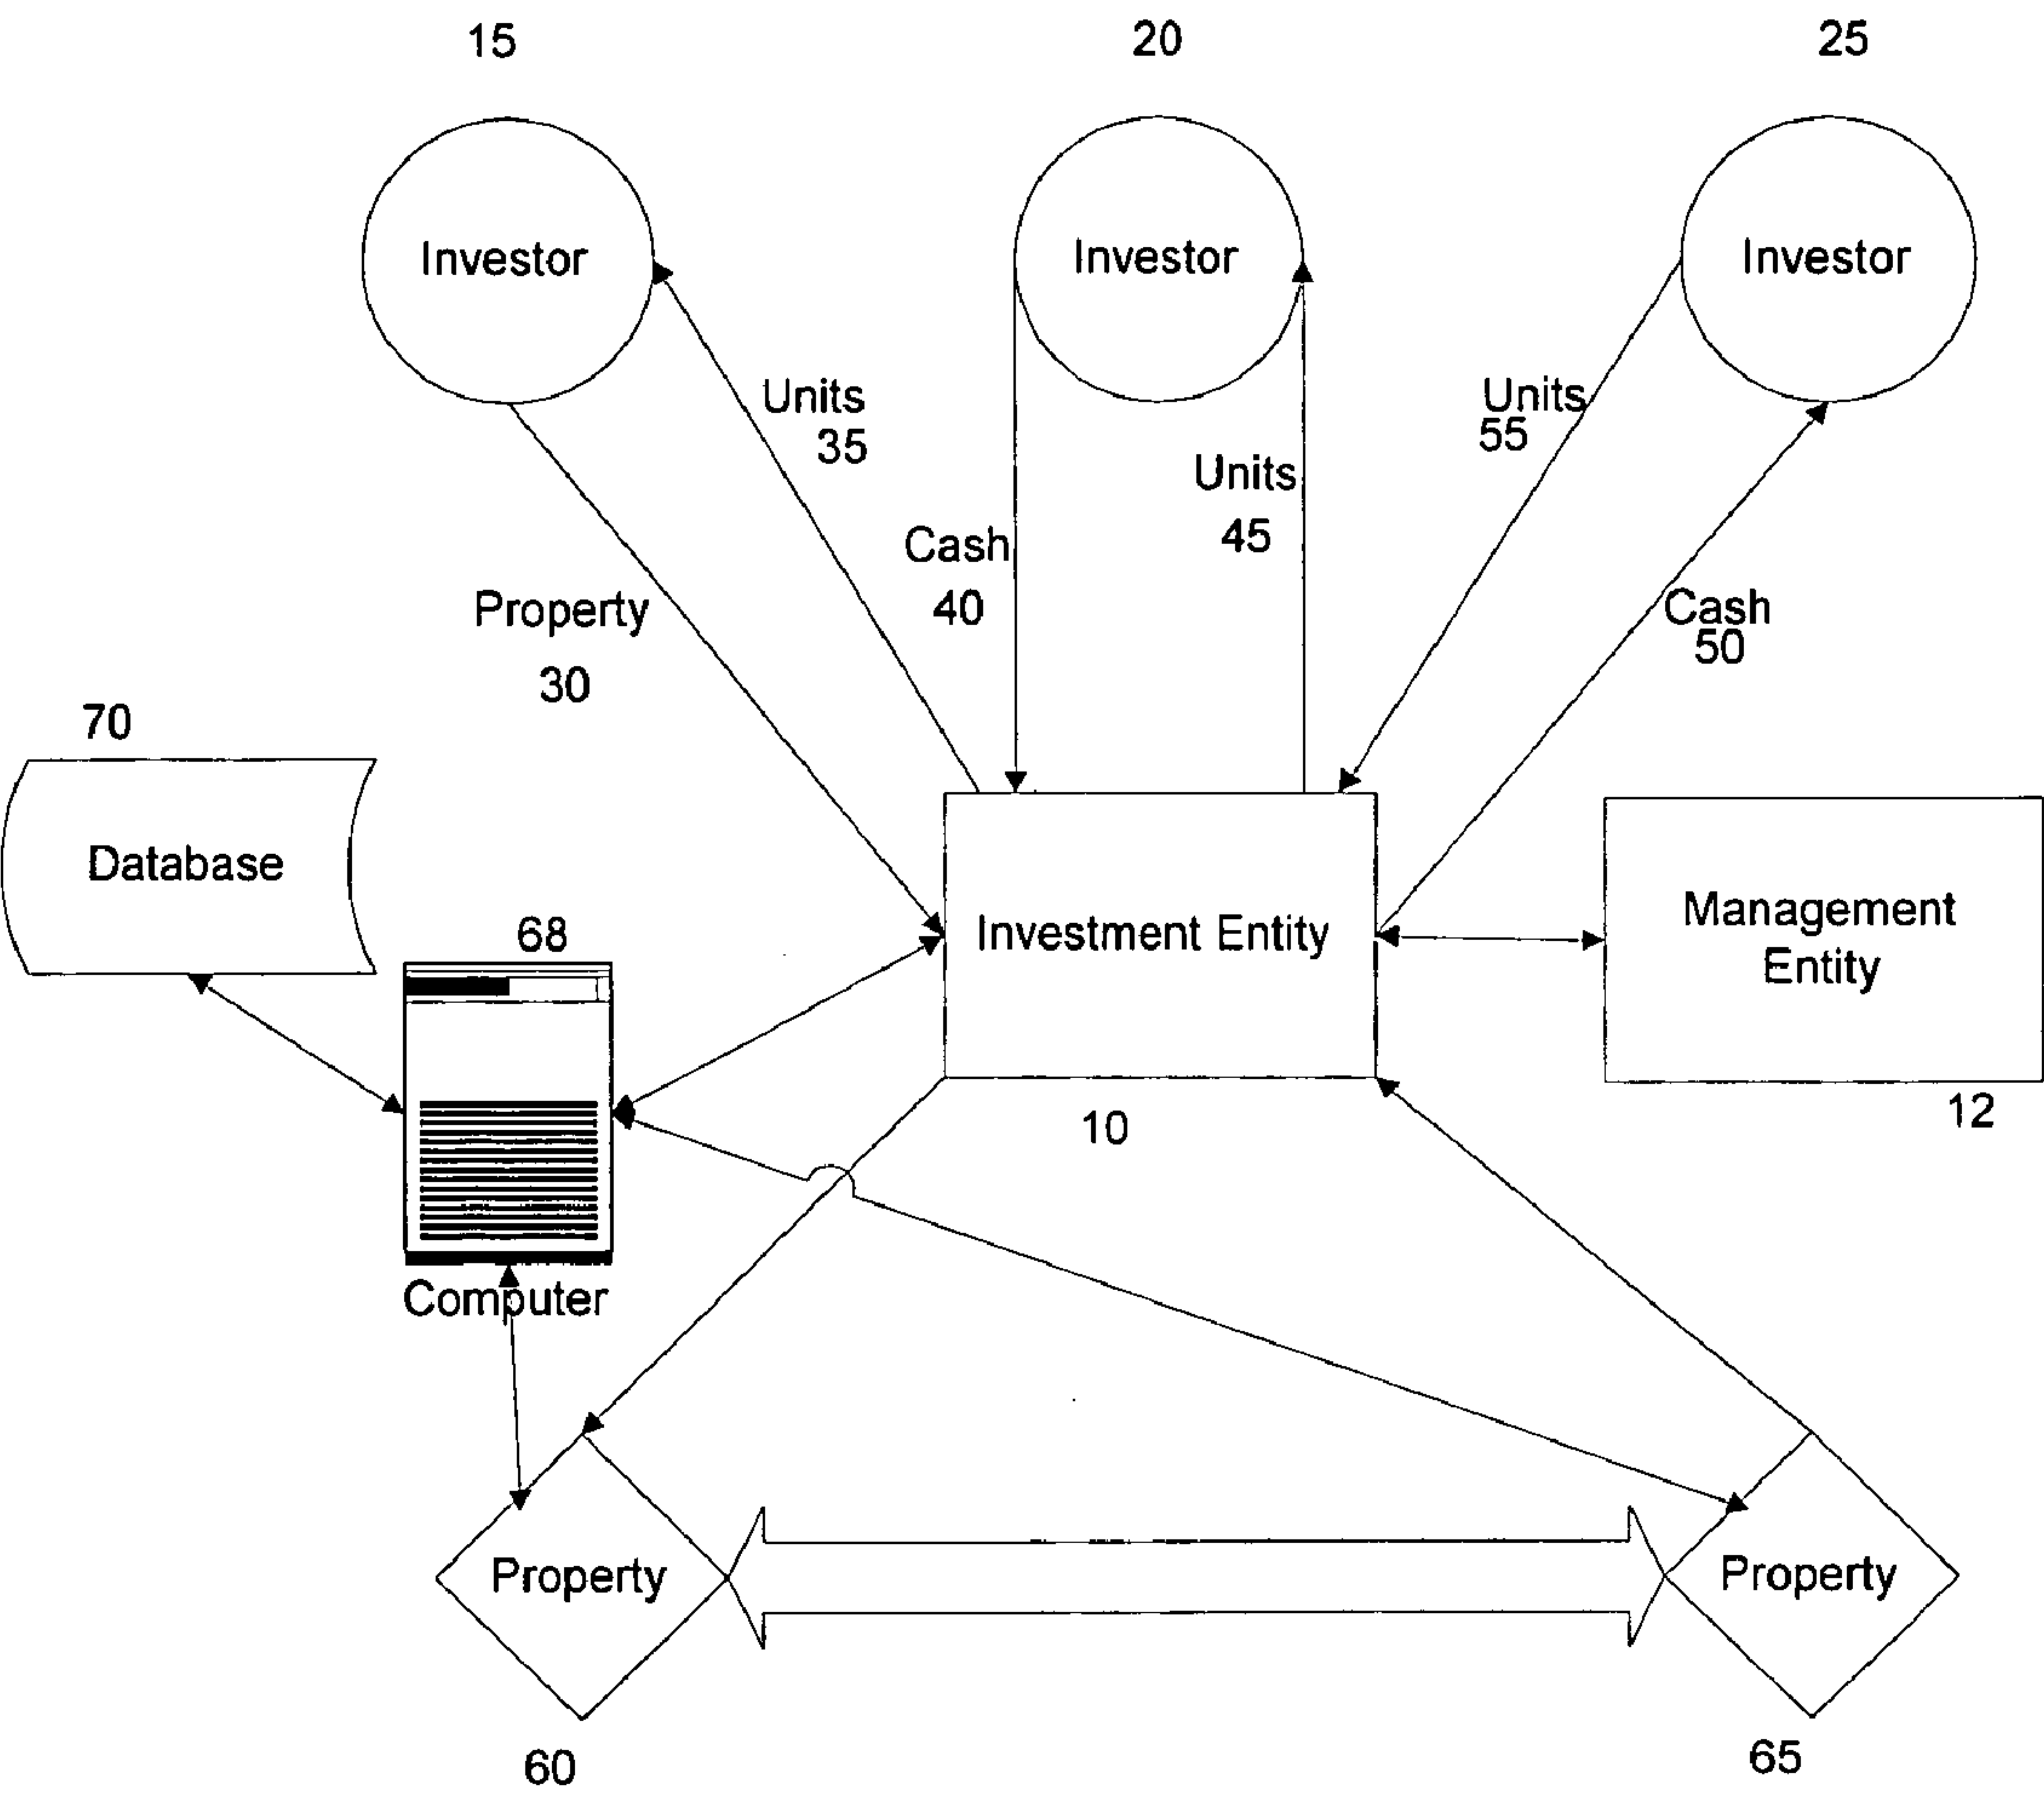 15
20
25
Investor
Investor
Investor
Units
35
Units
55
Units
45
Cash
40
Property
30
Cash
50
70
Database
68
Investment Entity
Management
Entity
10
12
Computer
Property
Property
60
65